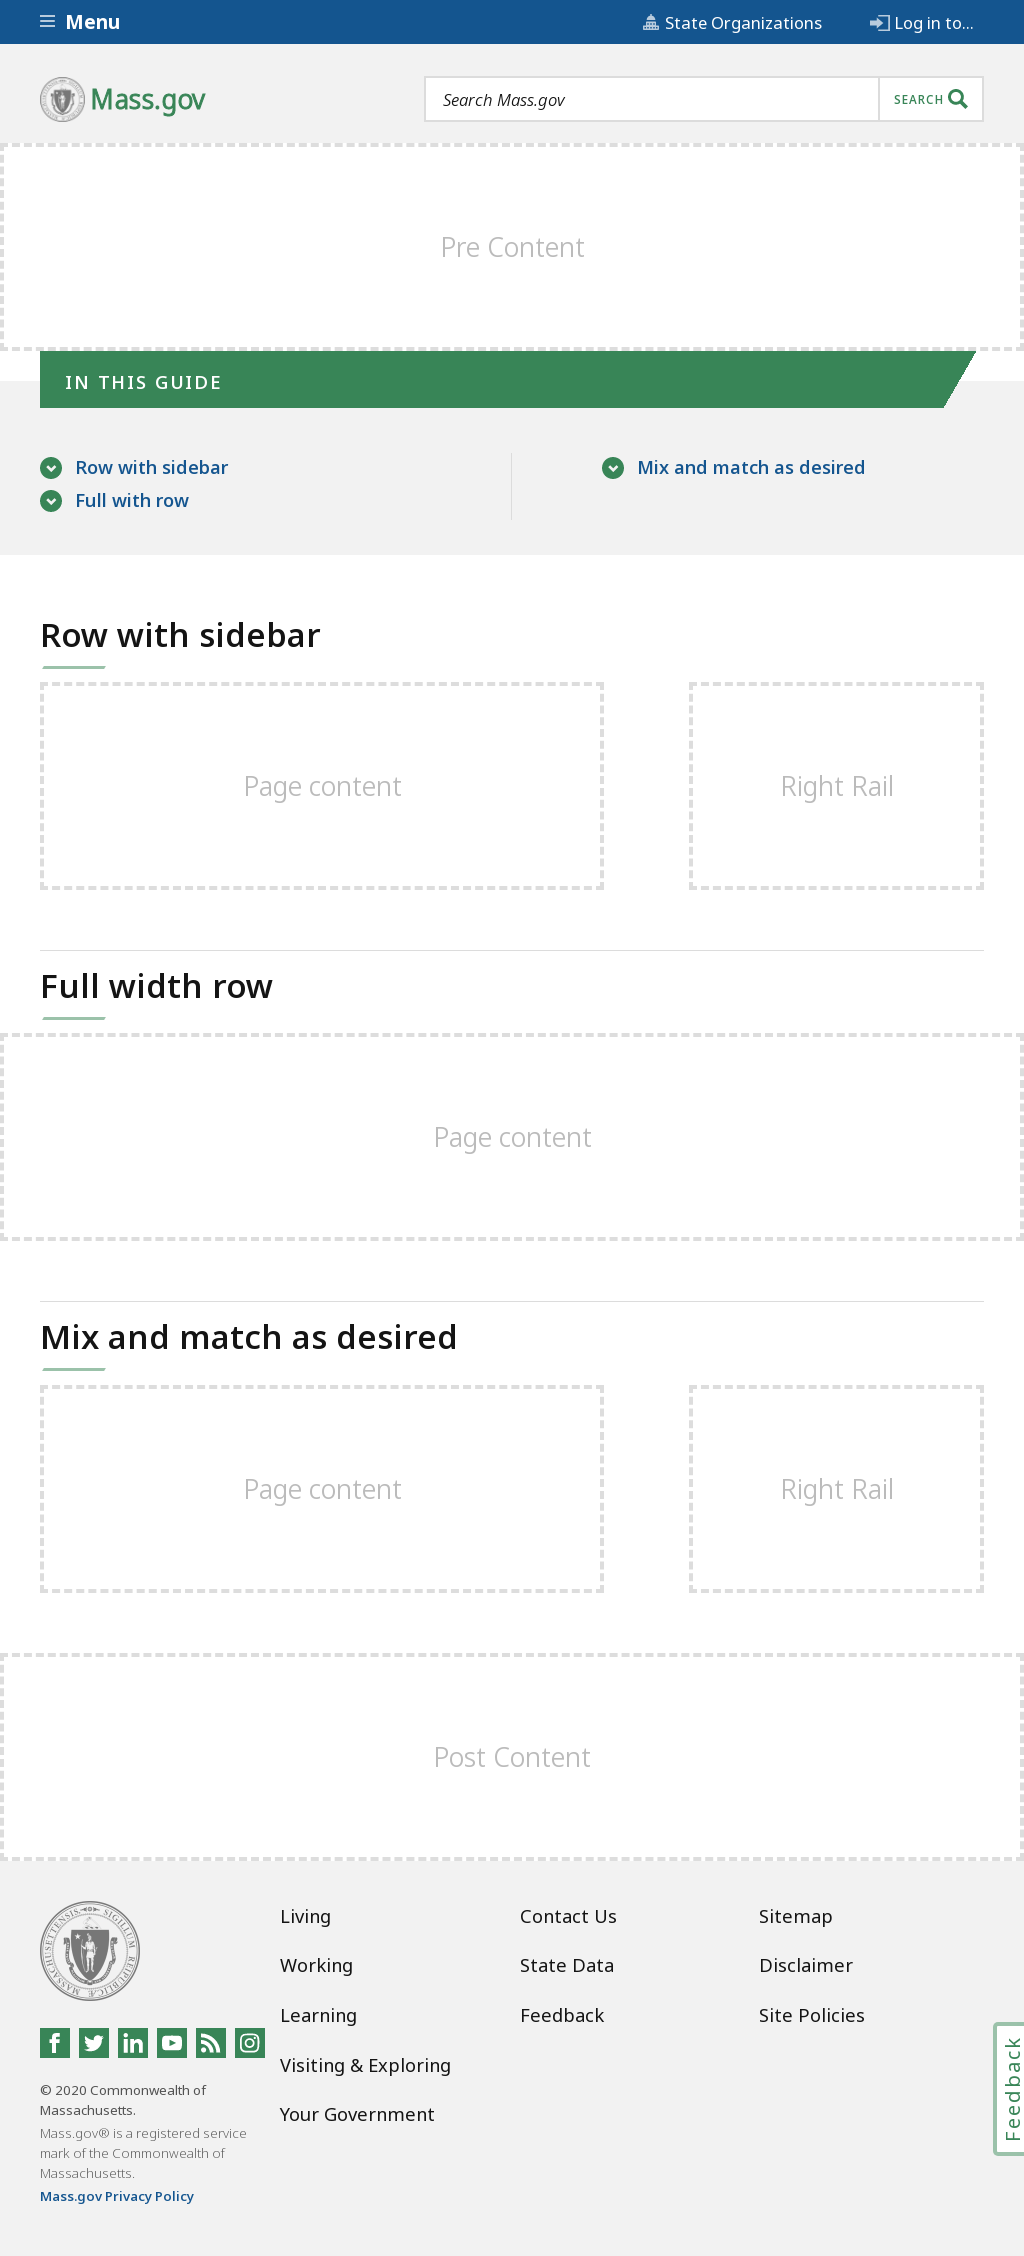 Menu
State Organizations
Log in to...
Mass.gov
Search Mass.gov
SEARCH
Pre Content
IN THIS GUIDE
Row with sidebar
Full with row
Mix and match as desired
Row with sidebar
Page content
Right Rail
Full width row
Page content
Mix and match as desired
Page content
Right Rail
Post Content
Living
Working
Learning
Visiting & Exploring
Your Government
Contact Us
State Data
Feedback
Sitemap
Disclaimer
Site Policies
© 2020 Commonwealth of
Massachusetts.
Mass.gov® is a registered service
mark of the Commonwealth of
Massachusetts.
Mass.gov Privacy Policy
Feedback